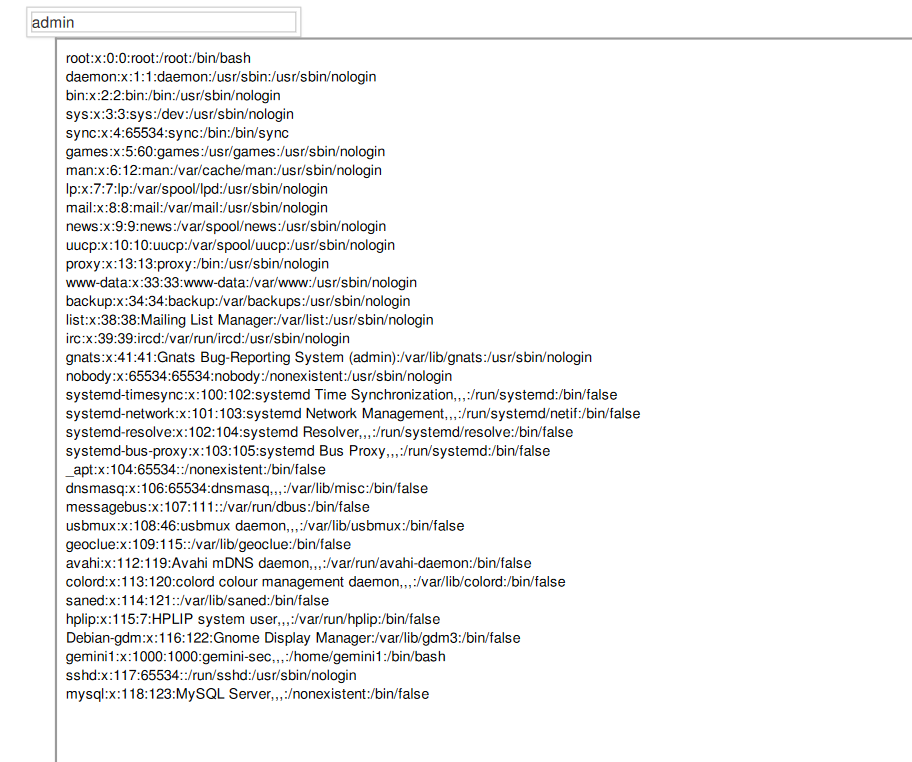 admin
root:x:0:0:root:/root:/bin/bash
daemon:x:1:1:daemon:/usr/sbin:/usr/sbin/nologin
bin:x:2:2:bin:/bin:/usr/sbin/nologin
sys:x:3:3:sys:/dev:/usr/sbin/nologin
sync:x:4:65534:sync:/bin:/bin/sync
games:x:5:60:games:/usr/games:/usr/sbin/nologin
man:x:6:12:man:/var/cache/man:/usr/sbin/nologin
lp:x:7:7:lp:/var/spool/lpd:/usr/sbin/nologin
mail:x:8:8:mail:/var/mail:/usr/sbin/nologin
news:x:9:9:news:/var/spool/news:/usr/sbin/nologin
uucp:x:10:10:uucp:/var/spool/uucp:/usr/sbin/nologin
proxy:x:13:13:proxy:/bin:/usr/sbin/nologin
www-data:x:33:33:www-data:/var/www:/usr/sbin/nologin
backup:x:34:34:backup:/var/backups:/usr/sbin/nologin
list:x:38:38:Mailing List Manager:/var/list:/usr/sbin/nologin
irc:x:39:39:ircd:/var/run/ircd:/usr/sbin/nologin
gnats:x:41:41:Gnats Bug-Reporting System (admin):/var/lib/gnats:/usr/sbin/nologin
nobody:x:65534:65534:nobody:/nonexistent:/usr/sbin/nologin
systemd-timesync:x:100:102:systemd Time Synchronization,,,:/run/systemd:/bin/false
systemd-network:x:101:103:systemd Network Management,,,:/run/systemd/netif:/bin/false
systemd-resolve:x:102:104:systemd Resolver,,,:/run/systemd/resolve:/bin/false
systemd-bus-proxy:x:103:105:systemd Bus Proxy,,,:/run/systemd:/bin/false
_apt:x:104:65534::/nonexistent:/bin/false
dnsmasq:x:106:65534:dnsmasq,,,:/var/lib/misc:/bin/false
messagebus:x:107:111::/var/run/dbus:/bin/false
usbmux:x:108:46:usbmux daemon,,,:/var/lib/usbmux:/bin/false
geoclue:x:109:115::/var/lib/geoclue:/bin/false
avahi:x:112:119:Avahi mDNS daemon,,,:/var/run/avahi-daemon:/bin/false
colord:x:113:120:colord colour management daemon,,,:/var/lib/colord:/bin/false
saned:x:114:121::/var/lib/saned:/bin/false
hplip:x:115:7:HPLIP system user,,,:/var/run/hplip:/bin/false
Debian-gdm:x:116:122:Gnome Display Manager:/var/lib/gdm3:/bin/false
gemini1:x:1000:1000:gemini-sec,,,:/home/gemini1:/bin/bash
sshd:x:117:65534::/run/sshd:/usr/sbin/nologin
mysql:x:118:123:MySQL Server,,,:/nonexistent:/bin/false